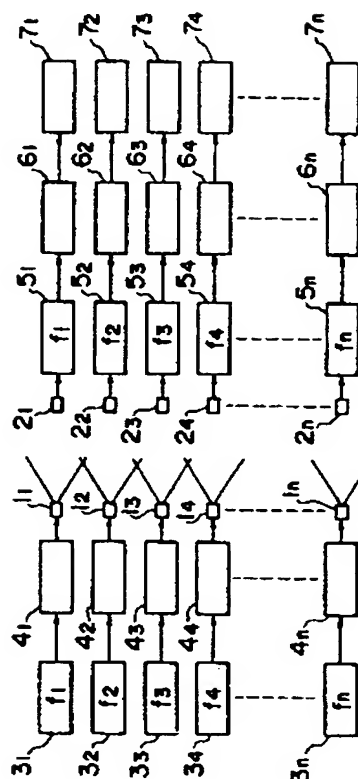 71 72 73 74 7n
61 62 63 64 6n
51 52 53 54 5n
f1 f2 f3 f4 fn
21 22 23 24 2n
11 12 13 14 1n
41 42 43 44 4n
f1 f2 f3 f4 fn
31 32 33 34 3n